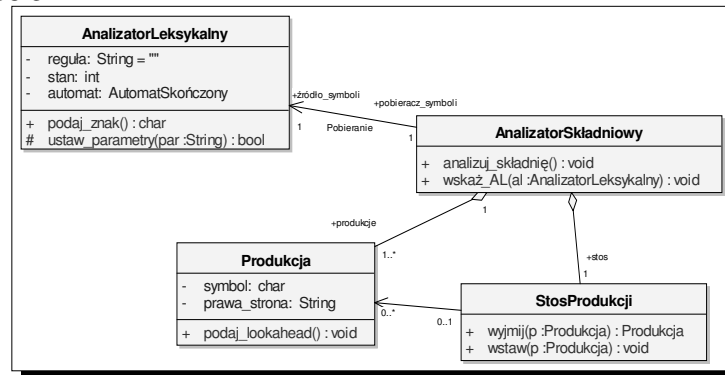 AnalizatorLeksykalny
- reguła: String = ""
- stan: int
- automat: AutomatSkończony
+ podaj_znak() : char
# ustaw_parametry(par :String) : bool
+źródło_symboli
1
Pobieranie
+pobieracz_symboli
1
AnalizatorSkładniowy
+ analizuj_składnię() : void
+ wskaż_AL(al :AnalizatorLeksykalny) : void
1
+produkcje
1..*
+stos
1
Produkcja
- symbol: char
- prawa_strona: String
+ podaj_lookahead() : void
0..*
0..1
StosProdukcji
+ wyjmij(p :Produkcja) : Produkcja
+ wstaw(p :Produkcja) : void